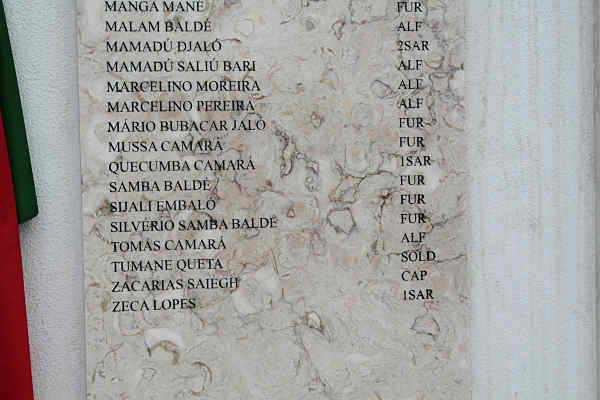 MANGA MANÉ FUR
MALAM BALDÉ ALF
MAMADÚ DJALÓ 2SAR
MAMADÚ SALIÚ BARI ALF
MARCELINO MOREIRA ALF
MARCELINO PEREIRA ALF
MÁRIO BUBACAR JALÓ FUR
MUSSA CAMARÁ FUR
QUECUMBA CAMARÁ 1SAR
SAMBA BALDÉ FUR
SIJALI EMBALÓ FUR
SILVÉRIO SAMBA BALDÉ FUR
TOMÁS CAMARÁ ALF
TUMANE QUETA SOLD
ZACARIAS SAIEGH CAP
ZECA LOPES 1SAR